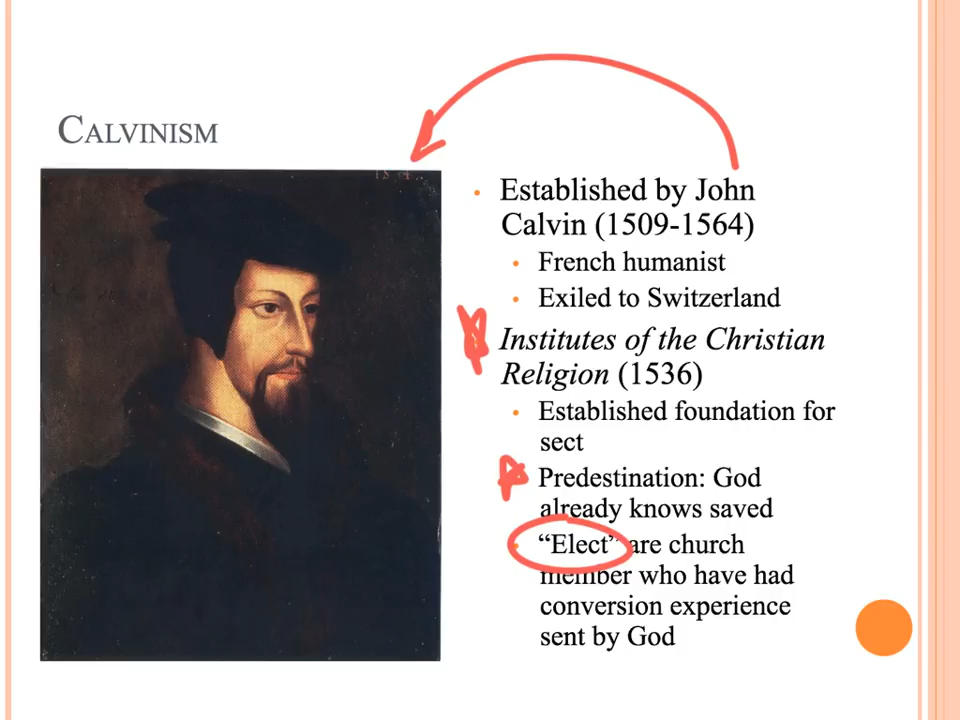 CALVINISM
Established by John
Calvin (1509-1564)
French humanist
Exiled to Switzerland
Institutes of the Christian
Religion (1536)
Established foundation for
sect
Predestination: God
already knows saved
“Elect” are church
member who have had
conversion experience
sent by God